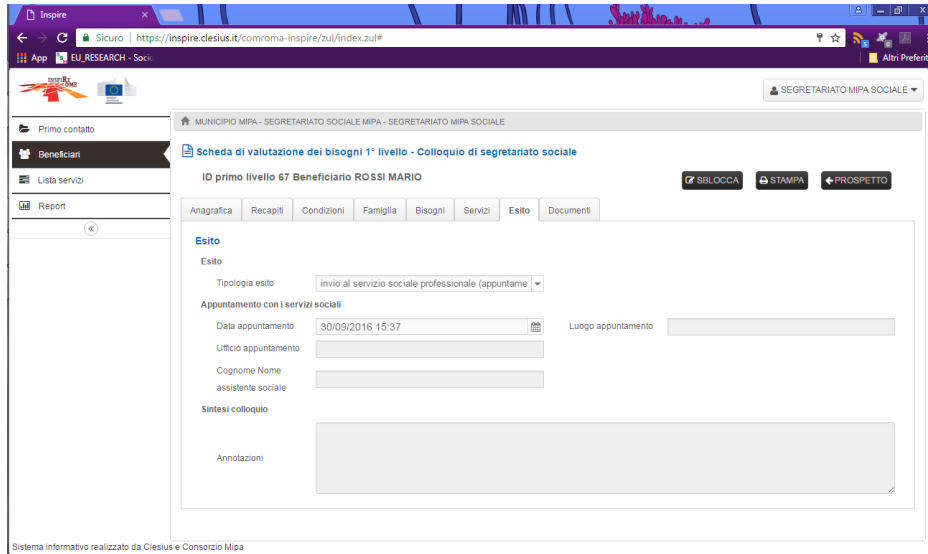 Inspire
Sicuro | https://inspire.clesius.it/comroma-inspire/zul/index.zul#
App EU_RESEARCH - Soci Altri Preferit
SEGRETARIATO MIPA SOCIALE
MUNICIPIO MIPA - SEGRETARIATO SOCIALE MIPA - SEGRETARIATO MIPA SOCIALE
Primo contatto
Beneficiari
Lista servizi
Report
Scheda di valutazione dei bisogni 1° livello - Colloquio di segretariato sociale
ID primo livello 67 Beneficiario ROSSI MARIO
SBLOCCA STAMPA PROSPETTO
Anagrafica Recapiti Condizioni Famiglia Bisogni Servizi Esito Documenti
Esito
Esito
Tipologia esito invio al servizio sociale professionale (appuntame
Appuntamento con i servizi sociali
Data appuntamento 30/09/2016 15:37 Luogo appuntamento
Ufficio appuntamento
Cognome Nome
assistente sociale
Sintesi colloquio
Annotazioni
Sistema informativo realizzato da Clesius e Consorzio Mipa